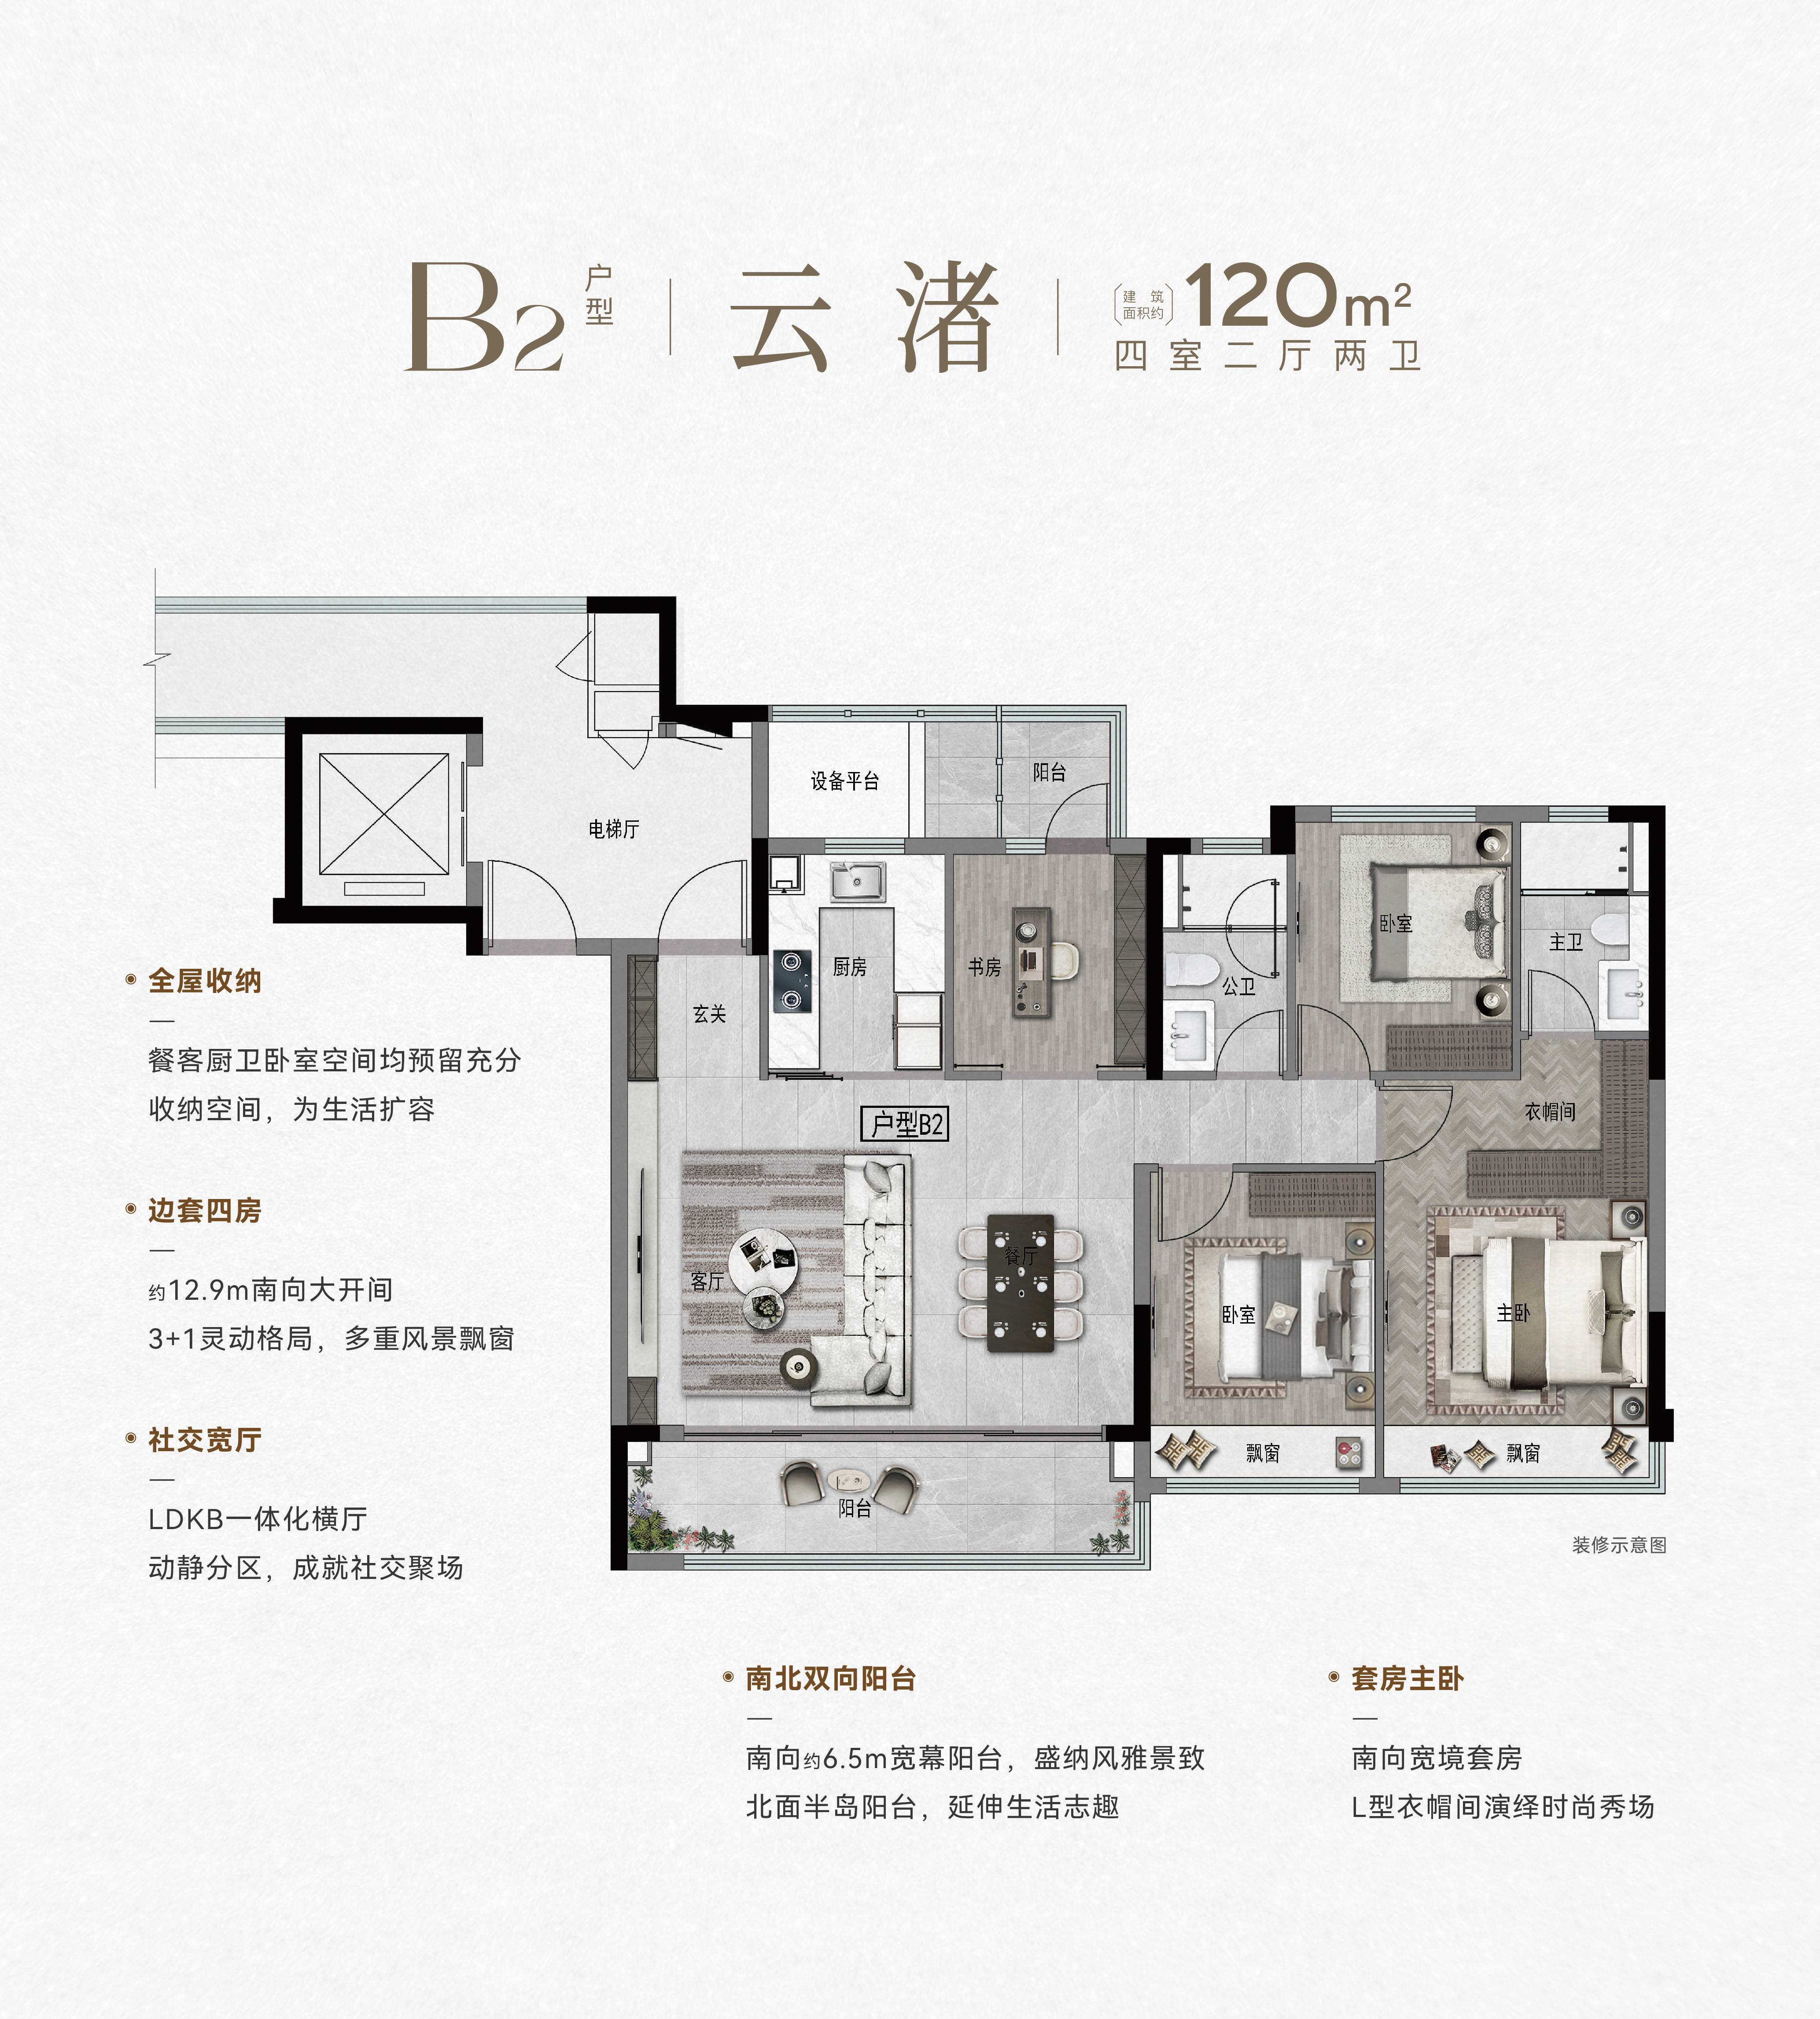 B2户型
云渚
建筑面积约 120m²
四室二厅两卫
设备平台
阳台
电梯厅
卧室
主卫
厨房
书房
公卫
玄关
户型B2
衣帽间
餐厅
客厅
卧室
主卧
飘窗
飘窗
阳台
装修示意图
全屋收纳
餐客厨卫卧室空间均预留充分
收纳空间，为生活扩容
边套四房
约12.9m南向大开间
3+1灵动格局，多重风景飘窗
社交宽厅
LDKB一体化横厅
动静分区，成就社交聚场
南北双向阳台
南向约6.5m宽幕阳台，盛纳风雅景致
北面半岛阳台，延伸生活志趣
套房主卧
南向宽境套房
L型衣帽间演绎时尚秀场